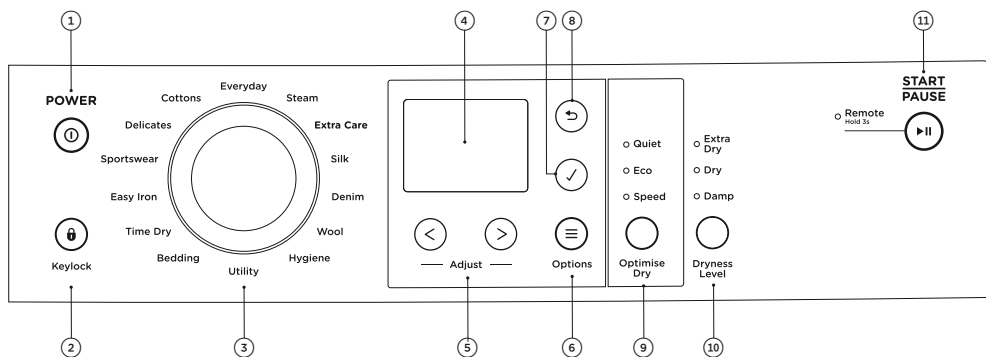 1
4
7
8
11
POWER
Everyday
Cottons
Steam
Delicates
Extra Care
Sportswear
Silk
Easy Iron
Denim
Time Dry
Wool
Bedding
Hygiene
Utility
Keylock
Adjust
Options
Quiet
Eco
Speed
Optimise
Dry
Extra
Dry
Dry
Damp
Dryness
Level
START
PAUSE
Remote
Hold 3s
2
3
5
6
9
10